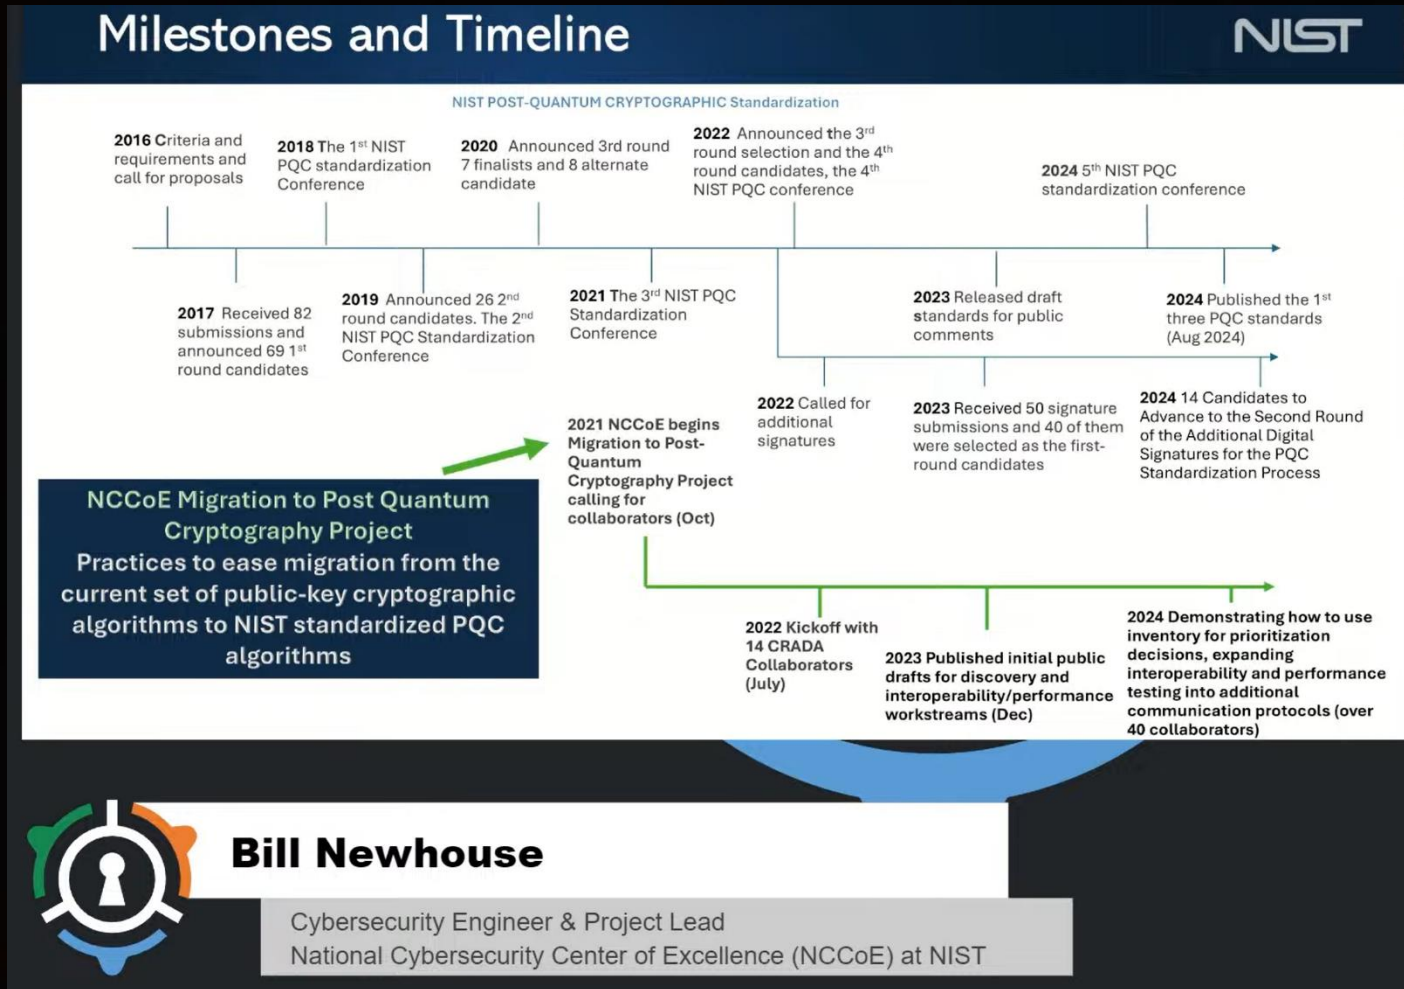 Milestones and Timeline
NIST
NIST POST-QUANTUM CRYPTOGRAPHIC Standardization
2016 Criteria and
requirements and
call for proposals
2018 The 1st NIST
PQC standardization
Conference
2020 Announced 3rd round
7 finalists and 8 alternate
candidate
2022 Announced the 3rd
round selection and the 4th
round candidates, the 4th
NIST PQC conference
2024 5th NIST PQC
standardization conference
2017 Received 82
submissions and
announced 69 1st
round candidates
2019 Announced 26 2nd
round candidates. The 2nd
NIST PQC Standardization
Conference
2021 The 3rd NIST PQC
Standardization
Conference
2023 Released draft
standards for public
comments
2024 Published the 1st
three PQC standards
(Aug 2024)
2022 Called for
additional
signatures
2023 Received 50 signature
submissions and 40 of them
were selected as the first-
round candidates
2024 14 Candidates to
Advance to the Second Round
of the Additional Digital
Signatures for the PQC
Standardization Process
2021 NCCoE begins
Migration to Post-
Quantum
Cryptography Project
calling for
collaborators (Oct)
NCCoE Migration to Post Quantum
Cryptography Project
Practices to ease migration from the
current set of public-key cryptographic
algorithms to NIST standardized PQC
algorithms
2022 Kickoff with
14 CRADA
Collaborators
(July)
2023 Published initial public
drafts for discovery and
interoperability/performance
workstreams (Dec)
2024 Demonstrating how to use
inventory for prioritization
decisions, expanding
interoperability and performance
testing into additional
communication protocols (over
40 collaborators)
Bill Newhouse
Cybersecurity Engineer & Project Lead
National Cybersecurity Center of Excellence (NCCoE) at NIST